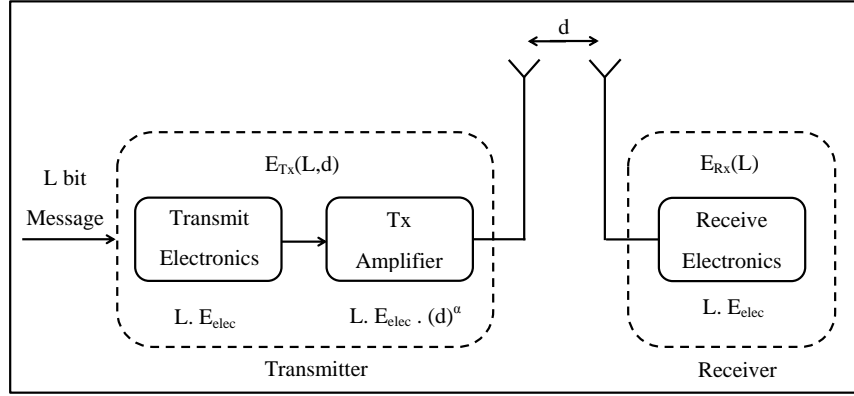 d
E_Tx(L,d)
E_Rx(L)
L bit
Message
Transmit
Electronics
Tx
Amplifier
Receive
Electronics
L. E_elec
L. E_elec . (d)^α
L. E_elec
Transmitter
Receiver